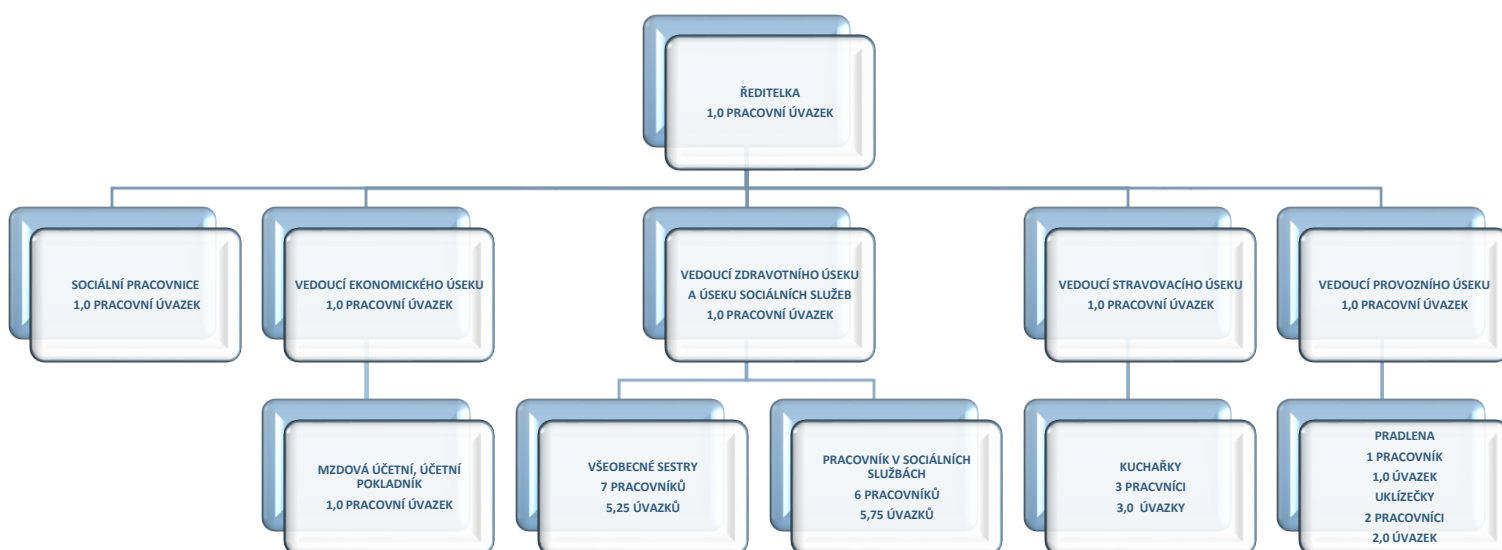 ŘEDITELKA
1,0 PRACOVNÍ ÚVAZEK
SOCIÁLNÍ PRACOVNICE
1,0 PRACOVNÍ ÚVAZEK
VEDOUCÍ EKONOMICKÉHO ÚSEKU
1,0 PRACOVNÍ ÚVAZEK
VEDOUCÍ ZDRAVOTNÍHO ÚSEKU
A ÚSEKU SOCIÁLNÍCH SLUŽEB
1,0 PRACOVNÍ ÚVAZEK
VEDOUCÍ STRAVOVACÍHO ÚSEKU
1,0 PRACOVNÍ ÚVAZEK
VEDOUCÍ PROVOZNÍHO ÚSEKU
1,0 PRACOVNÍ ÚVAZEK
MZDOVÁ ÚČETNÍ, ÚČETNÍ
POKLADNÍK
1,0 PRACOVNÍ ÚVAZEK
VŠEOBECNÉ SESTRY
7 PRACOVNÍKŮ
5,25 ÚVAZKŮ
PRACOVNÍK V SOCIÁLNÍCH
SLUŽBÁCH
6 PRACOVNÍKŮ
5,75 ÚVAZKŮ
KUCHAŘKY
3 PRACVNÍCI
3,0 ÚVAZKY
PRADLENA
1 PRACOVNÍK
1,0 ÚVAZEK
UKLÍZEČKY
2 PRACOVNÍCI
2,0 ÚVAZEK